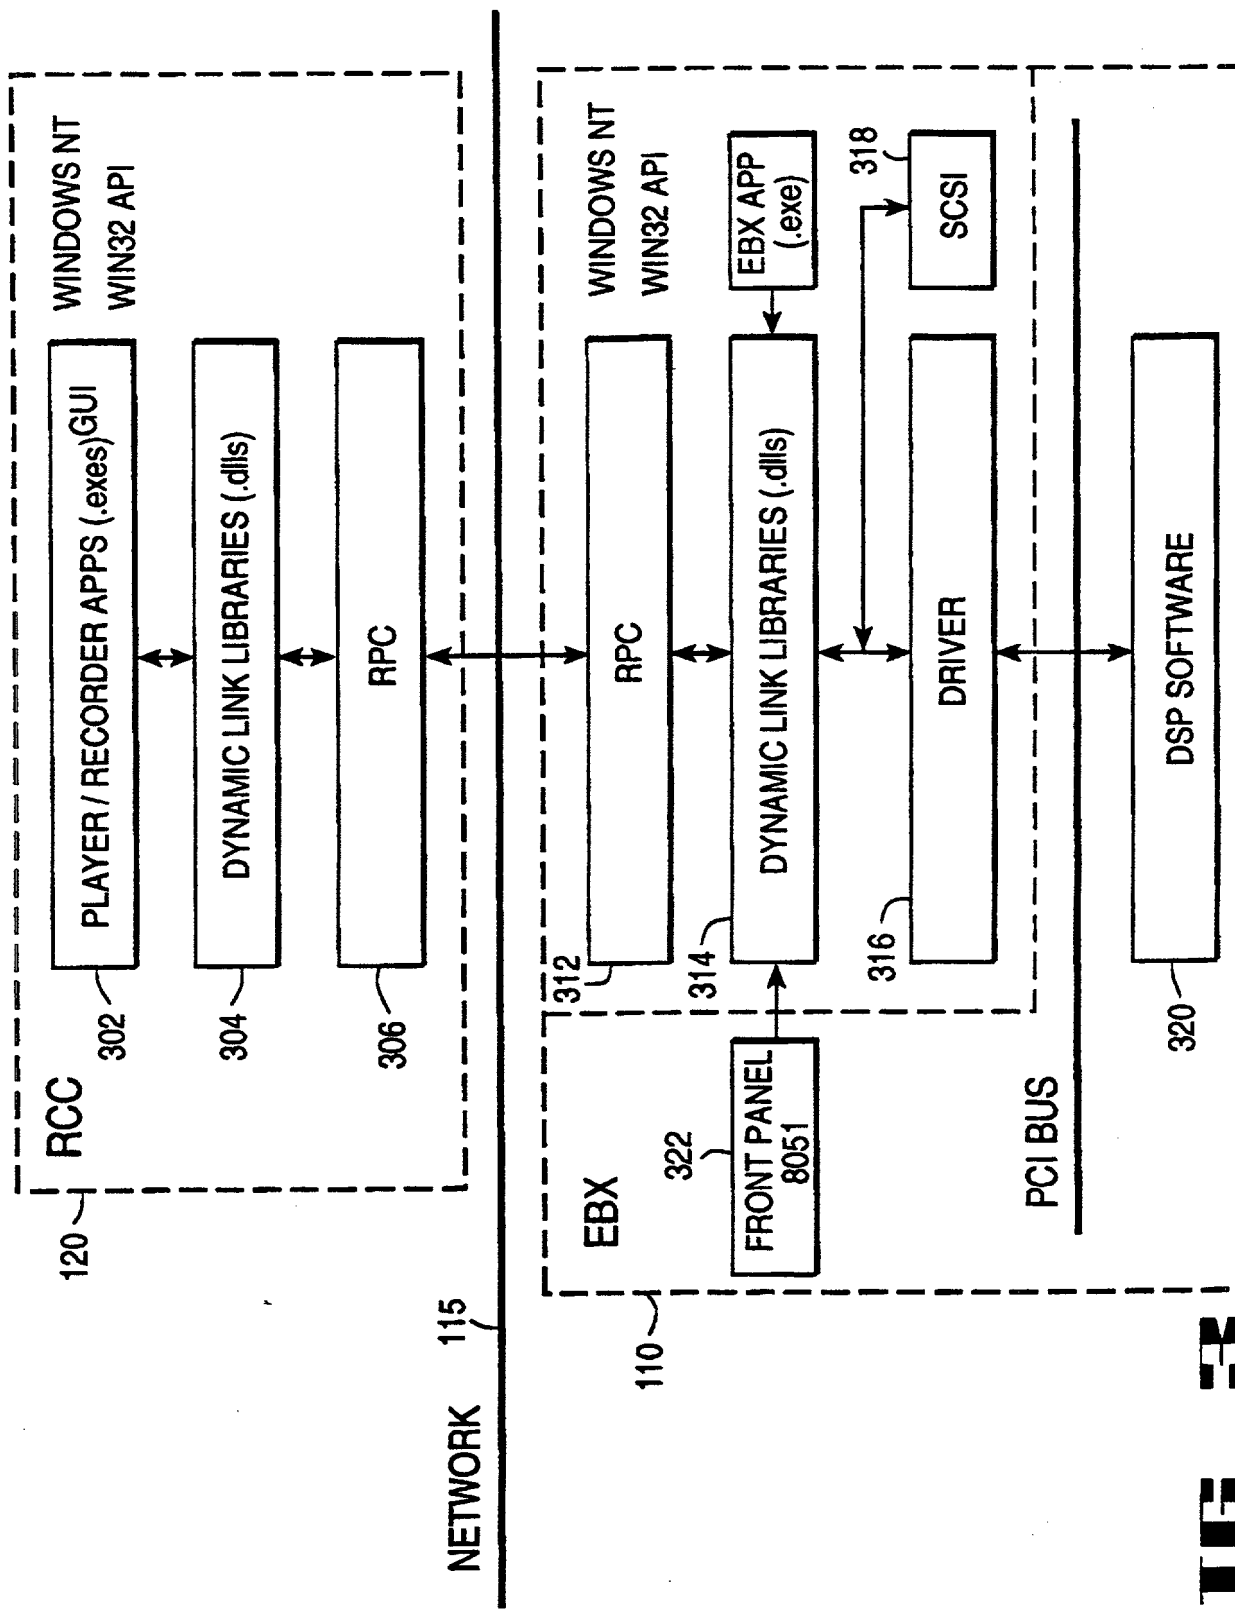 120
RCC
WINDOWS NT
WIN32 API
302
PLAYER / RECORDER APPS (.exes) GUI
304
DYNAMIC LINK LIBRARIES (.dlls)
306
RPC
NETWORK
115
110
EBX
WINDOWS NT
WIN32 API
312
RPC
322
FRONT PANEL
8051
314
DYNAMIC LINK LIBRARIES (.dlls)
EBX APP
(.exe)
316
DRIVER
318
SCSI
PCI BUS
320
DSP SOFTWARE